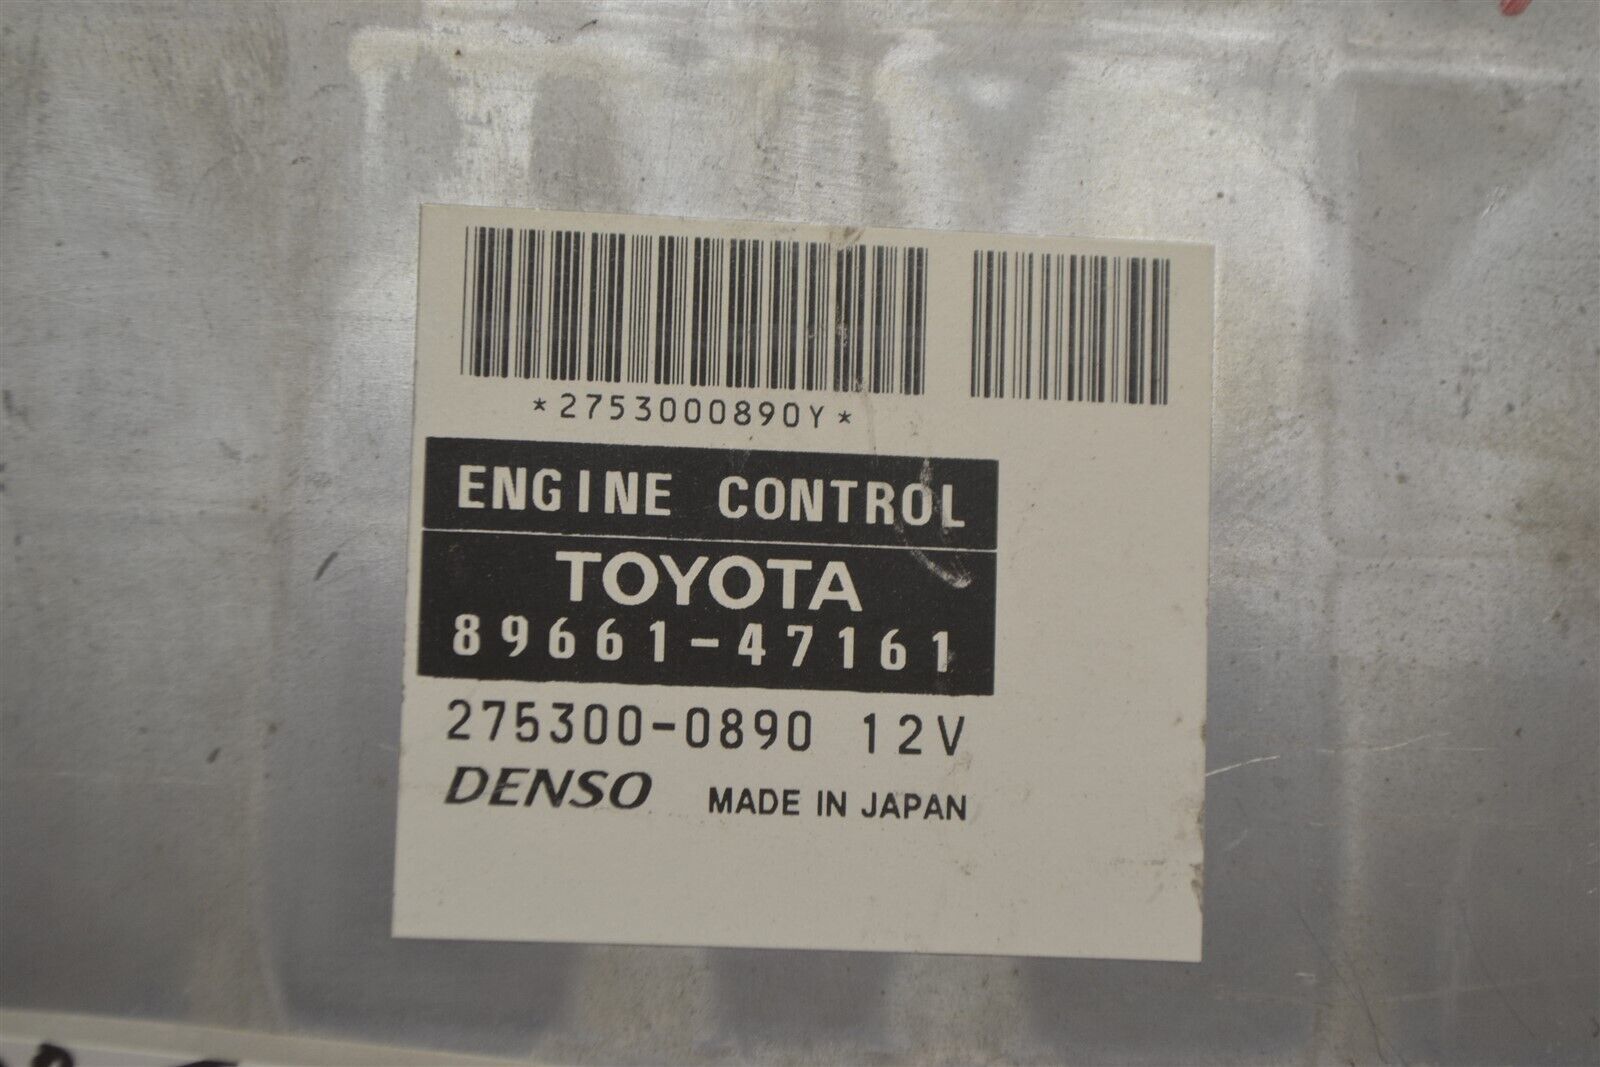 *2753000890Y*
ENGINE CONTROL
TOYOTA
89661-47161
275300-0890 12V
DENSO MADE IN JAPAN